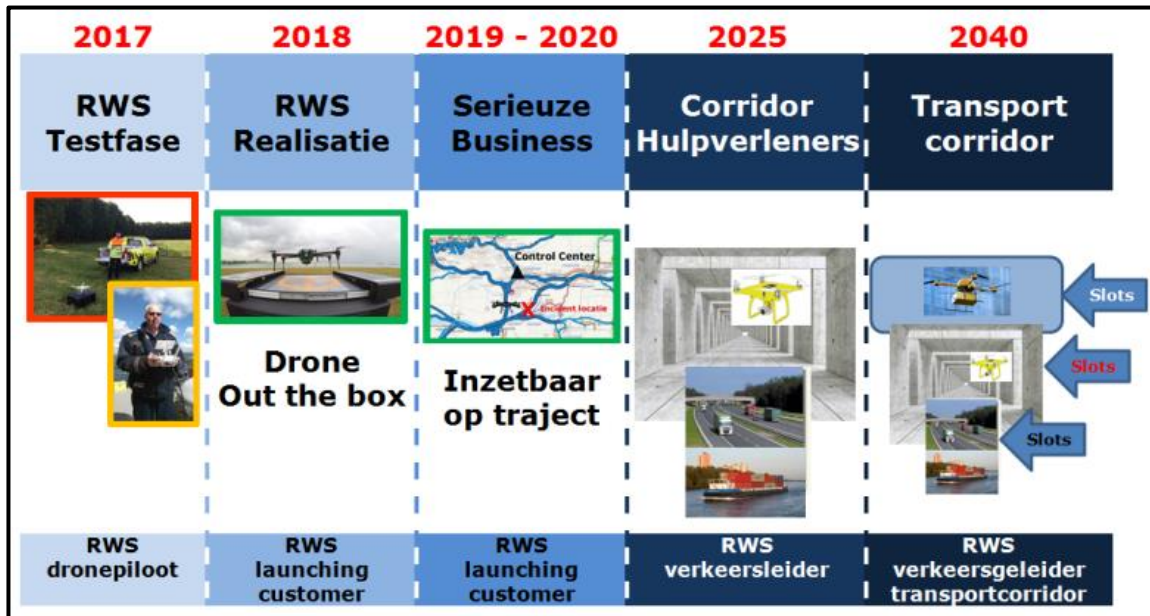 2017
2018
2019 - 2020
2025
2040
RWS
Testfase
RWS
Realisatie
Serieuze
Business
Corridor
Hulpverleners
Transport
corridor
Control Center
X Incident locatie
Drone
Out the box
Inzetbaar
op traject
Slots
Slots
Slots
RWS
dronepiloot
RWS
launching
customer
RWS
launching
customer
RWS
verkeersleider
RWS
verkeersgeleider
transportcorridor